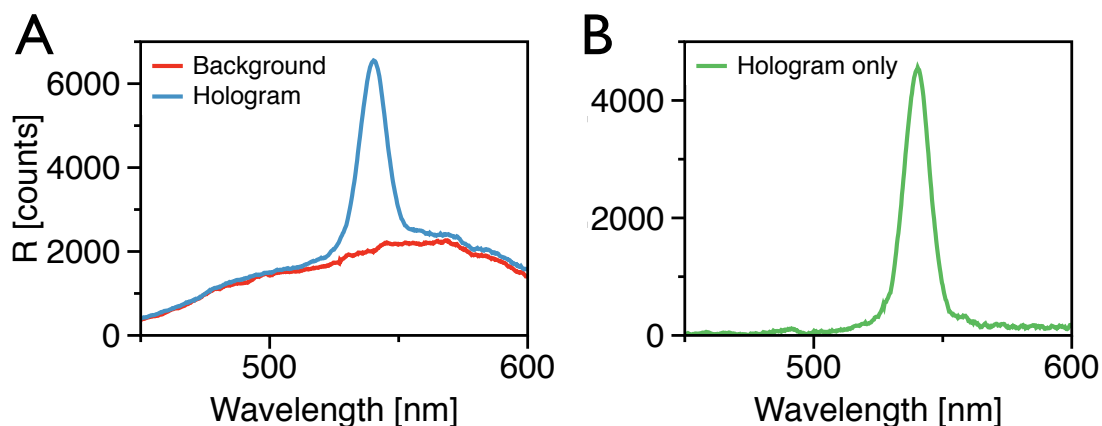 A
Background
Hologram
R [counts]
6000
4000
2000
0
500
600
Wavelength [nm]
B
Hologram only
4000
2000
0
500
600
Wavelength [nm]